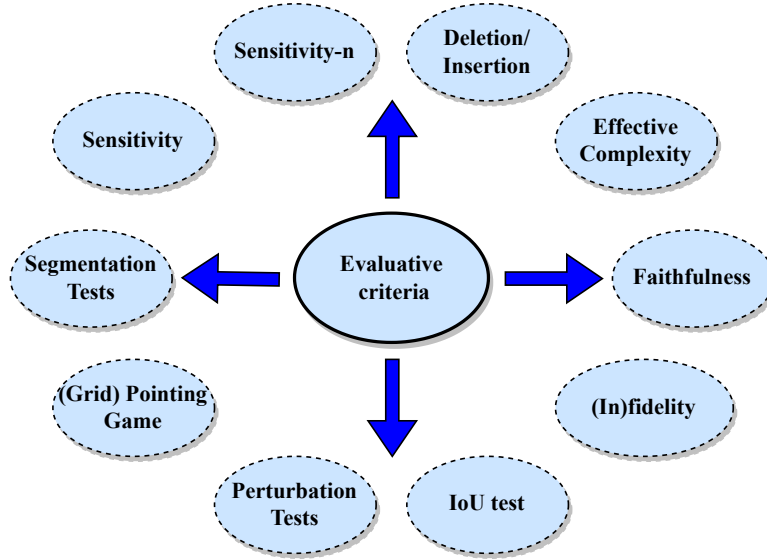 Sensitivity-n
Deletion/
Insertion
Sensitivity
Effective
Complexity
Segmentation
Tests
Evaluative
criteria
Faithfulness
(Grid) Pointing
Game
(In)fidelity
Perturbation
Tests
IoU test